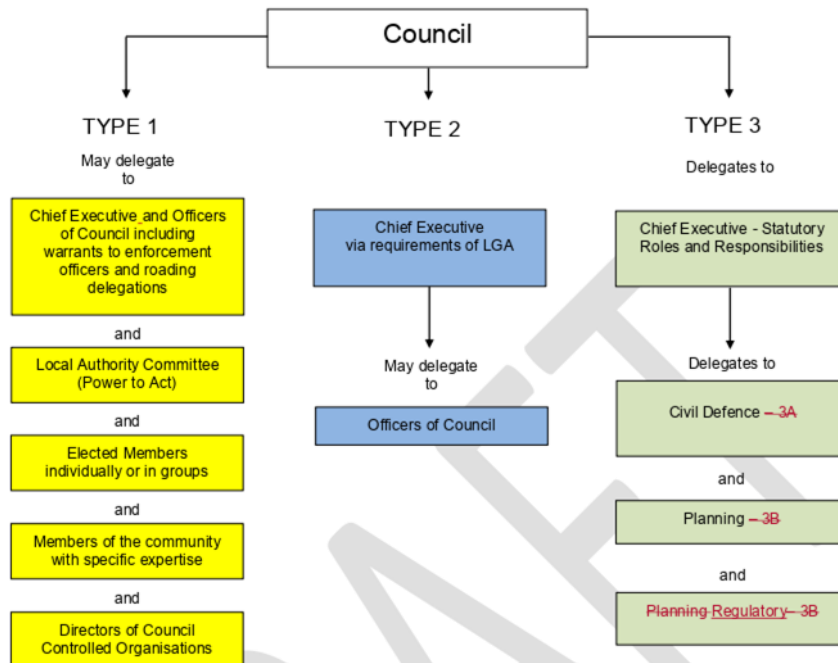 Council
TYPE 1
May delegate
to
Chief Executive and Officers
of Council including
warrants to enforcement
officers and roading
delegations
and
Local Authority Committee
(Power to Act)
and
Elected Members
individually or in groups
and
Members of the community
with specific expertise
and
Directors of Council
Controlled Organisations
TYPE 2
Chief Executive
via requirements of LGA
May delegate
to
Officers of Council
TYPE 3
Delegates to
Chief Executive - Statutory
Roles and Responsibilities
Delegates to
Civil Defence – 3A
and
Planning – 3B
and
Planning Regulatory – 3B